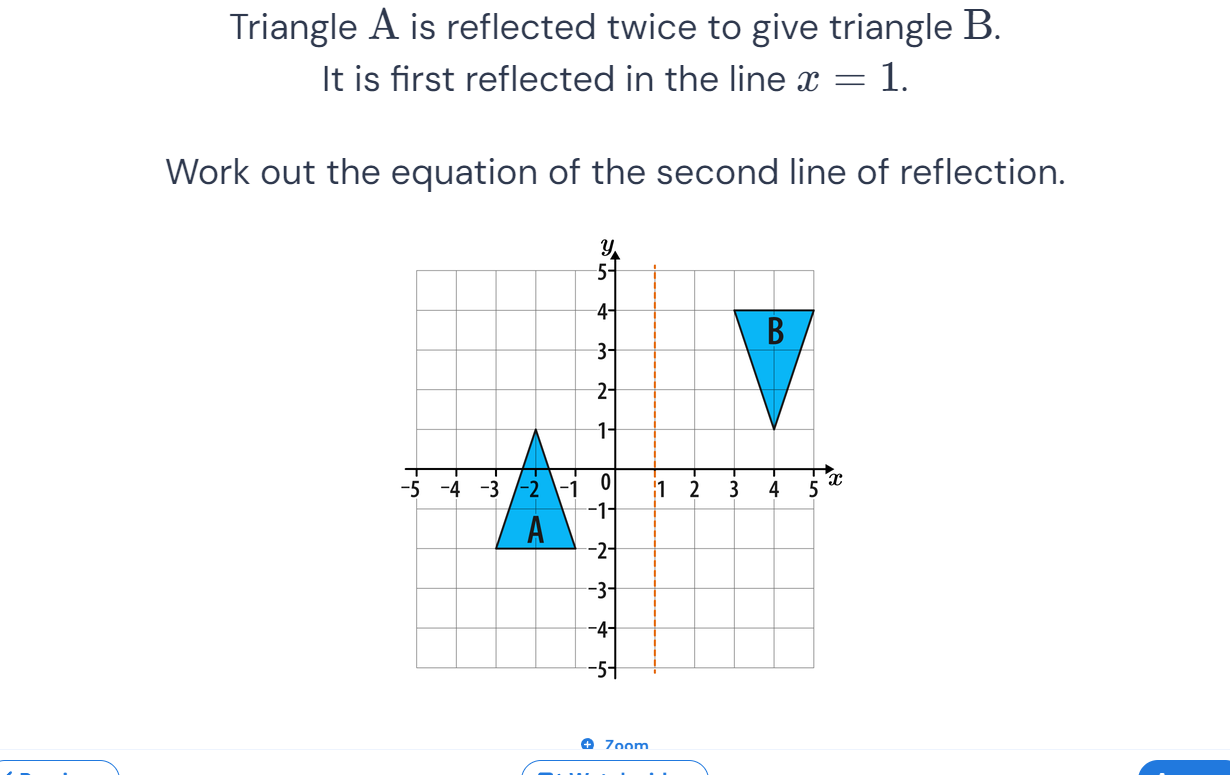 Triangle A is reflected twice to give triangle B.
It is first reflected in the line x = 1.
Work out the equation of the second line of reflection.
y
5
4
B
3
2
1
−5 −4 −3 −2 −1 0 1 2 3 4 5 x
−1
A
−2
−3
−4
−5
Zoom